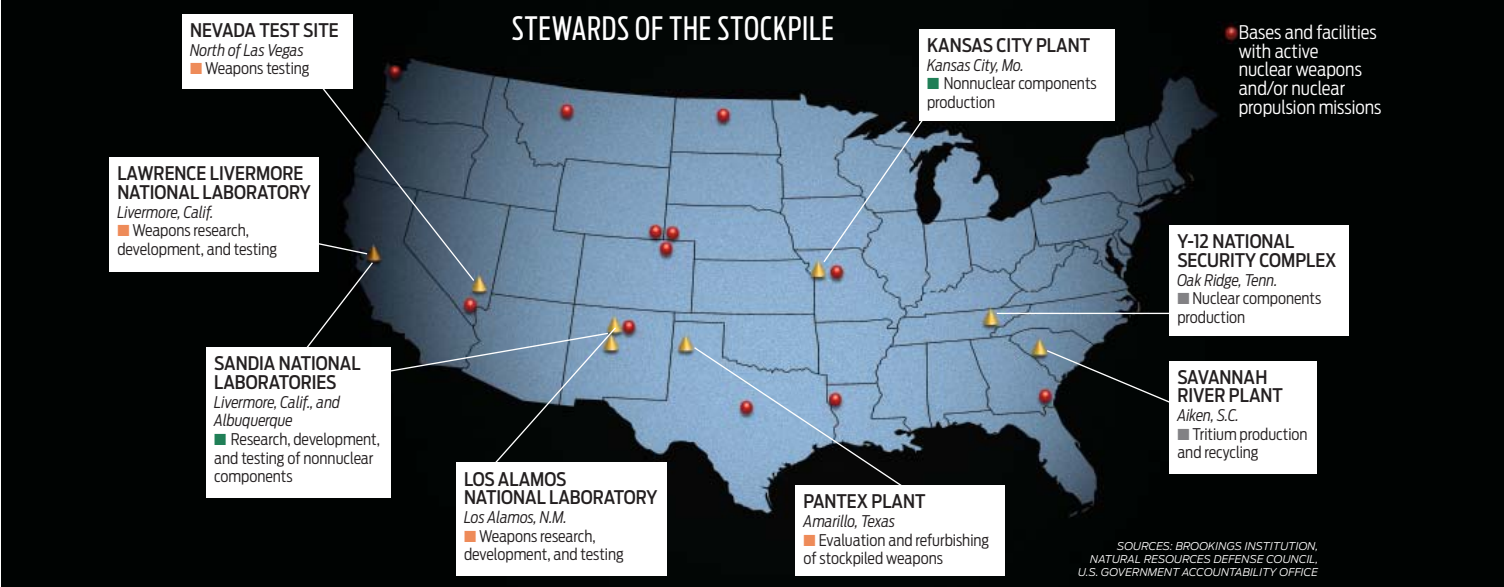 STEWARDS OF THE STOCKPILE
NEVADA TEST SITE
North of Las Vegas
Weapons testing
KANSAS CITY PLANT
Kansas City, Mo.
Nonnuclear components
production
Bases and facilities
with active
nuclear weapons
and/or nuclear
propulsion missions
LAWRENCE LIVERMORE
NATIONAL LABORATORY
Livermore, Calif.
Weapons research,
development, and testing
Y-12 NATIONAL
SECURITY COMPLEX
Oak Ridge, Tenn.
Nuclear components
production
SANDIA NATIONAL
LABORATORIES
Livermore, Calif., and
Albuquerque
Research, development,
and testing of nonnuclear
components
SAVANNAH
RIVER PLANT
Aiken, S.C.
Tritium production
and recycling
LOS ALAMOS
NATIONAL LABORATORY
Los Alamos, N.M.
Weapons research,
development, and testing
PANTEX PLANT
Amarillo, Texas
Evaluation and refurbishing
of stockpiled weapons
SOURCES: BROOKINGS INSTITUTION,
NATURAL RESOURCES DEFENSE COUNCIL,
U.S. GOVERNMENT ACCOUNTABILITY OFFICE